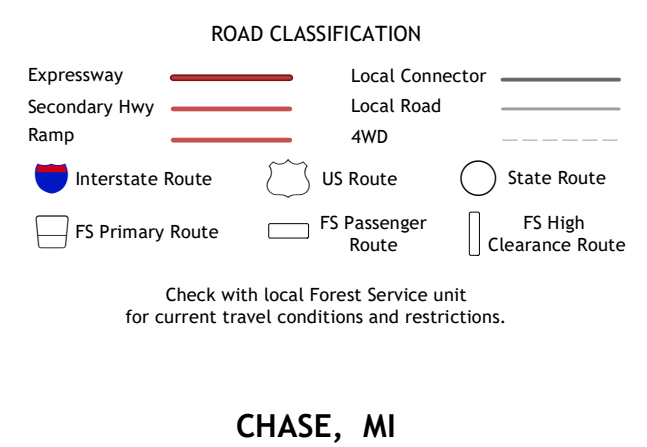 ROAD CLASSIFICATION
Expressway
Local Connector
Secondary Hwy
Local Road
Ramp
4WD
Interstate Route
US Route
State Route
FS Primary Route
FS Passenger
Route
FS High
Clearance Route
Check with local Forest Service unit
for current travel conditions and restrictions.
CHASE, MI